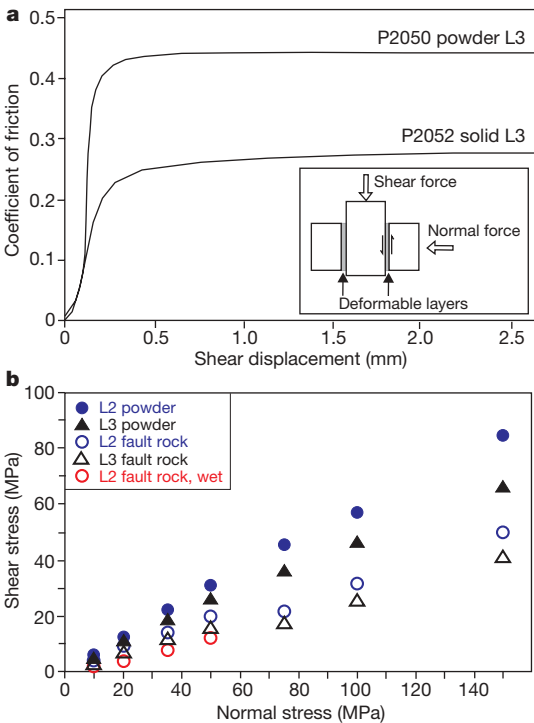 a
0.5
0.4
0.3
0.2
0.1
0
Coefficient of friction
P2050 powder L3
P2052 solid L3
Shear force
Normal force
Deformable layers
0 0.5 1.0 1.5 2.0 2.5
Shear displacement (mm)
b
100
80
60
40
20
0
Shear stress (MPa)
L2 powder
L3 powder
L2 fault rock
L3 fault rock
L2 fault rock, wet
0 20 40 60 80 100 120 140
Normal stress (MPa)